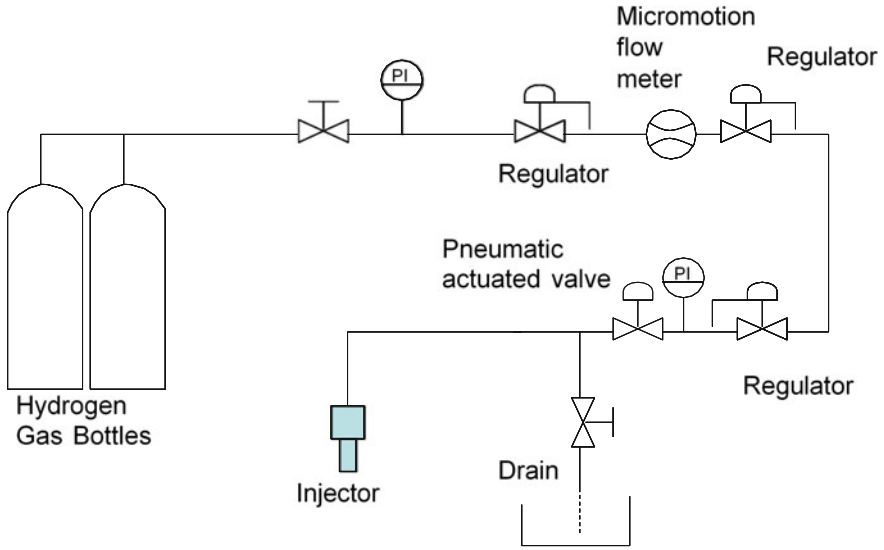 Micromotion
flow
meter
Regulator
PI
Regulator
Pneumatic
actuated valve
PI
Regulator
Hydrogen
Gas Bottles
Injector
Drain